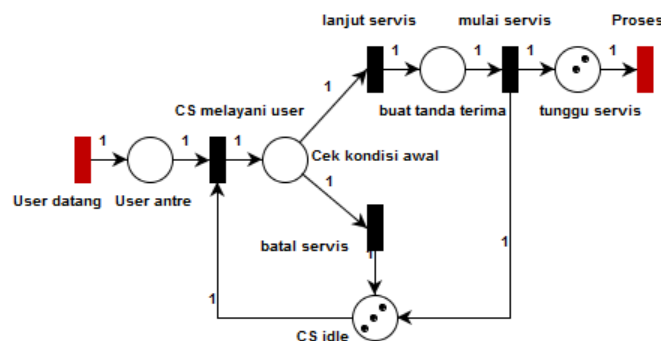 lanjut servis
mulai servis
Proses
1
1
1
1
1
CS melayani user
buat tanda terima
tunggu servis
1
1
1
1
Cek kondisi awal
User datang
User antre
1
batal servis
1
1
1
CS idle